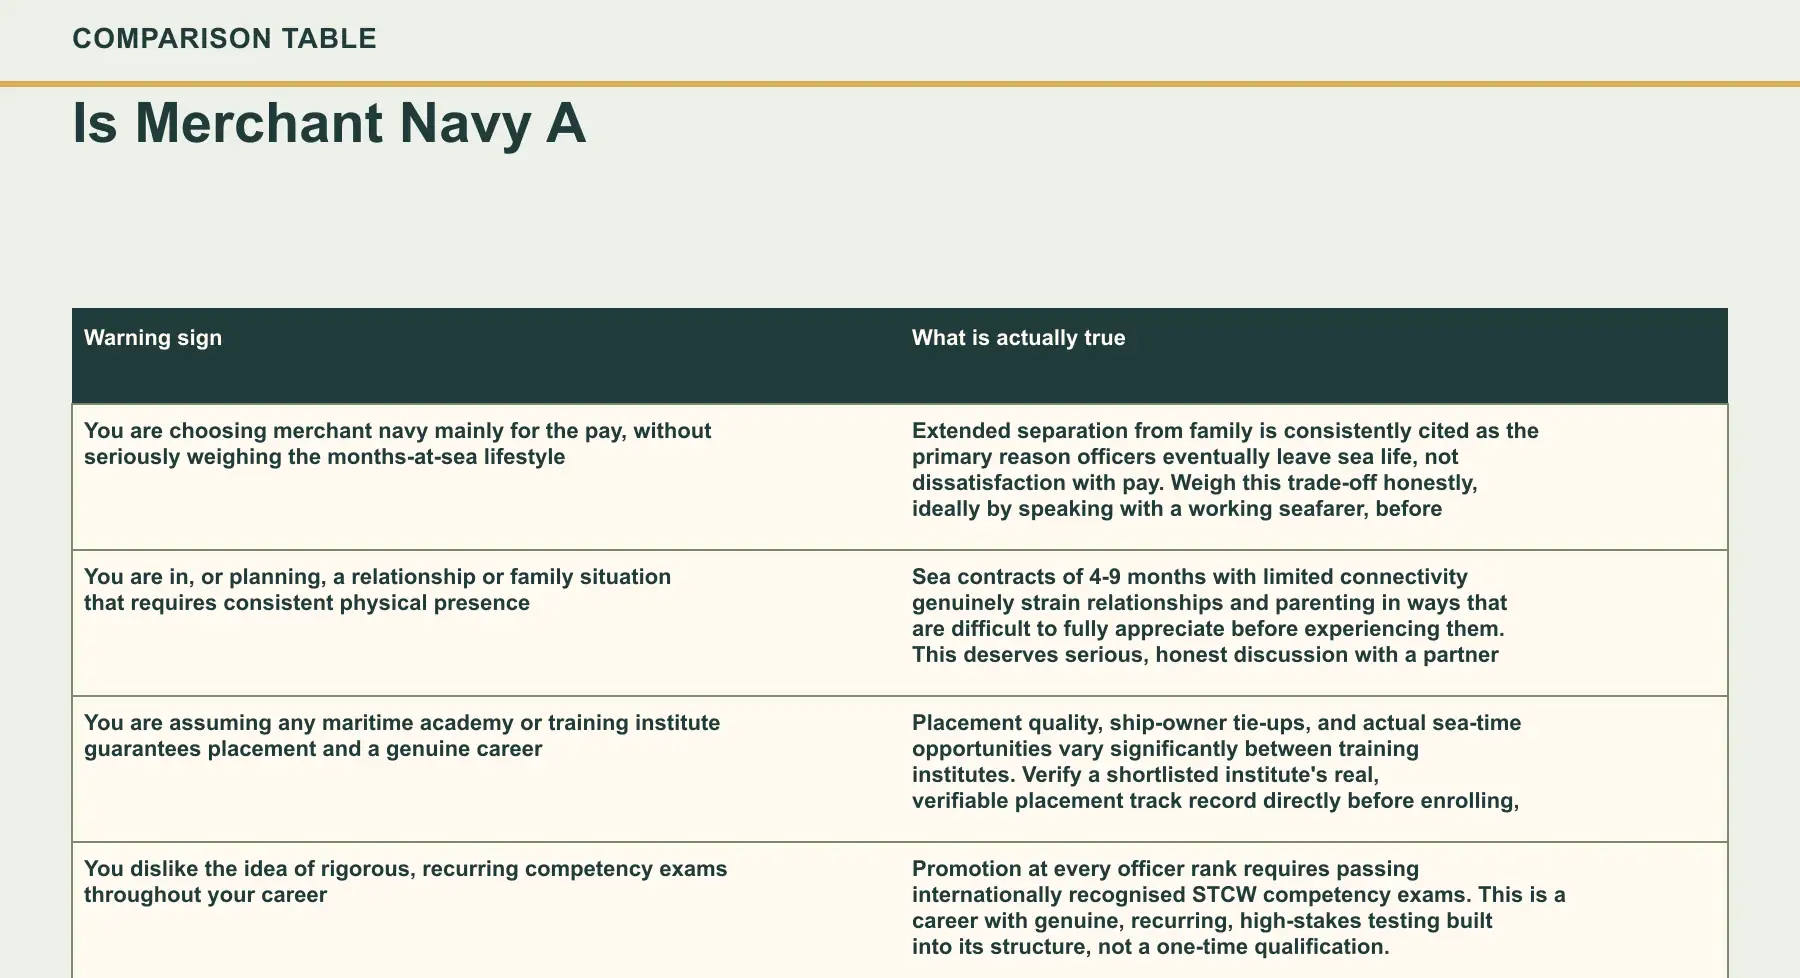 COMPARISON TABLE
Is Merchant Navy A
Warning sign
What is actually true
You are choosing merchant navy mainly for the pay, without
seriously weighing the months-at-sea lifestyle
Extended separation from family is consistently cited as the
primary reason officers eventually leave sea life, not
dissatisfaction with pay. Weigh this trade-off honestly,
ideally by speaking with a working seafarer, before
You are in, or planning, a relationship or family situation
that requires consistent physical presence
Sea contracts of 4-9 months with limited connectivity
genuinely strain relationships and parenting in ways that
are difficult to fully appreciate before experiencing them.
This deserves serious, honest discussion with a partner
You are assuming any maritime academy or training institute
guarantees placement and a genuine career
Placement quality, ship-owner tie-ups, and actual sea-time
opportunities vary significantly between training
institutes. Verify a shortlisted institute's real,
verifiable placement track record directly before enrolling,
You dislike the idea of rigorous, recurring competency exams
throughout your career
Promotion at every officer rank requires passing
internationally recognised STCW competency exams. This is a
career with genuine, recurring, high-stakes testing built
into its structure, not a one-time qualification.